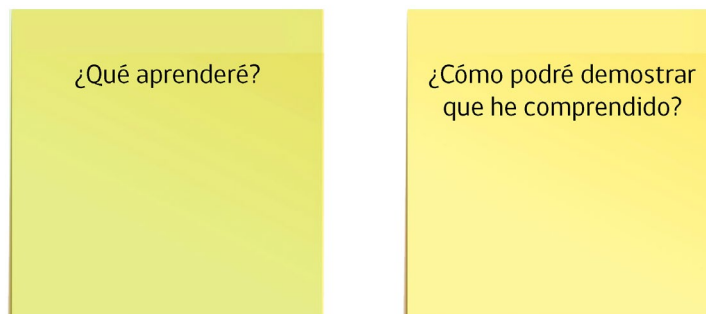 ¿Qué aprenderé?
¿Cómo podré demostrar
que he comprendido?